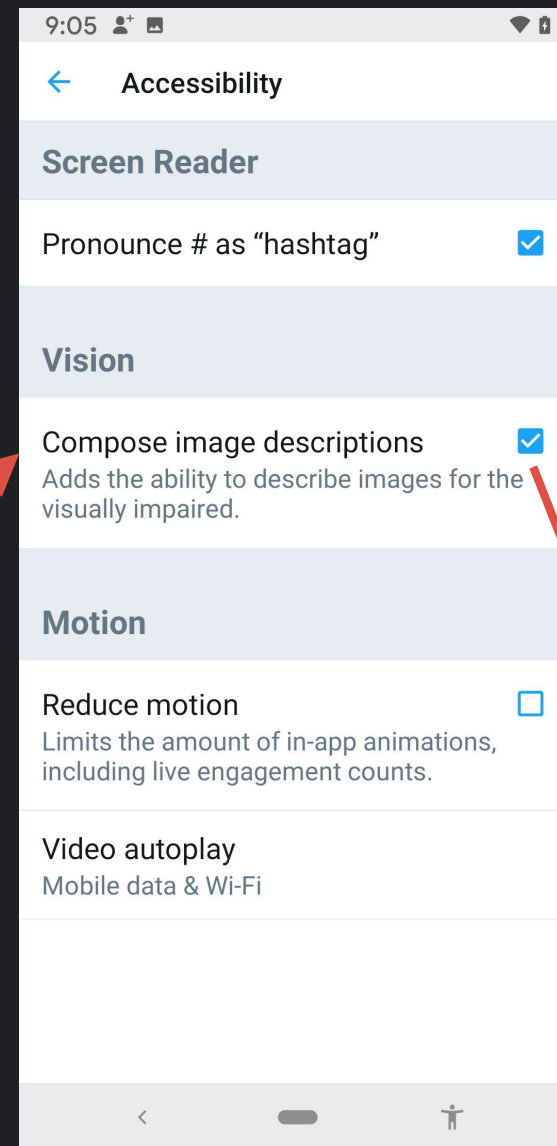 9:05
Accessibility
Screen Reader
Pronounce # as “hashtag”
Vision
Compose image descriptions
Adds the ability to describe images for the
visually impaired.
Motion
Reduce motion
Limits the amount of in-app animations,
including live engagement counts.
Video autoplay
Mobile data & Wi-Fi